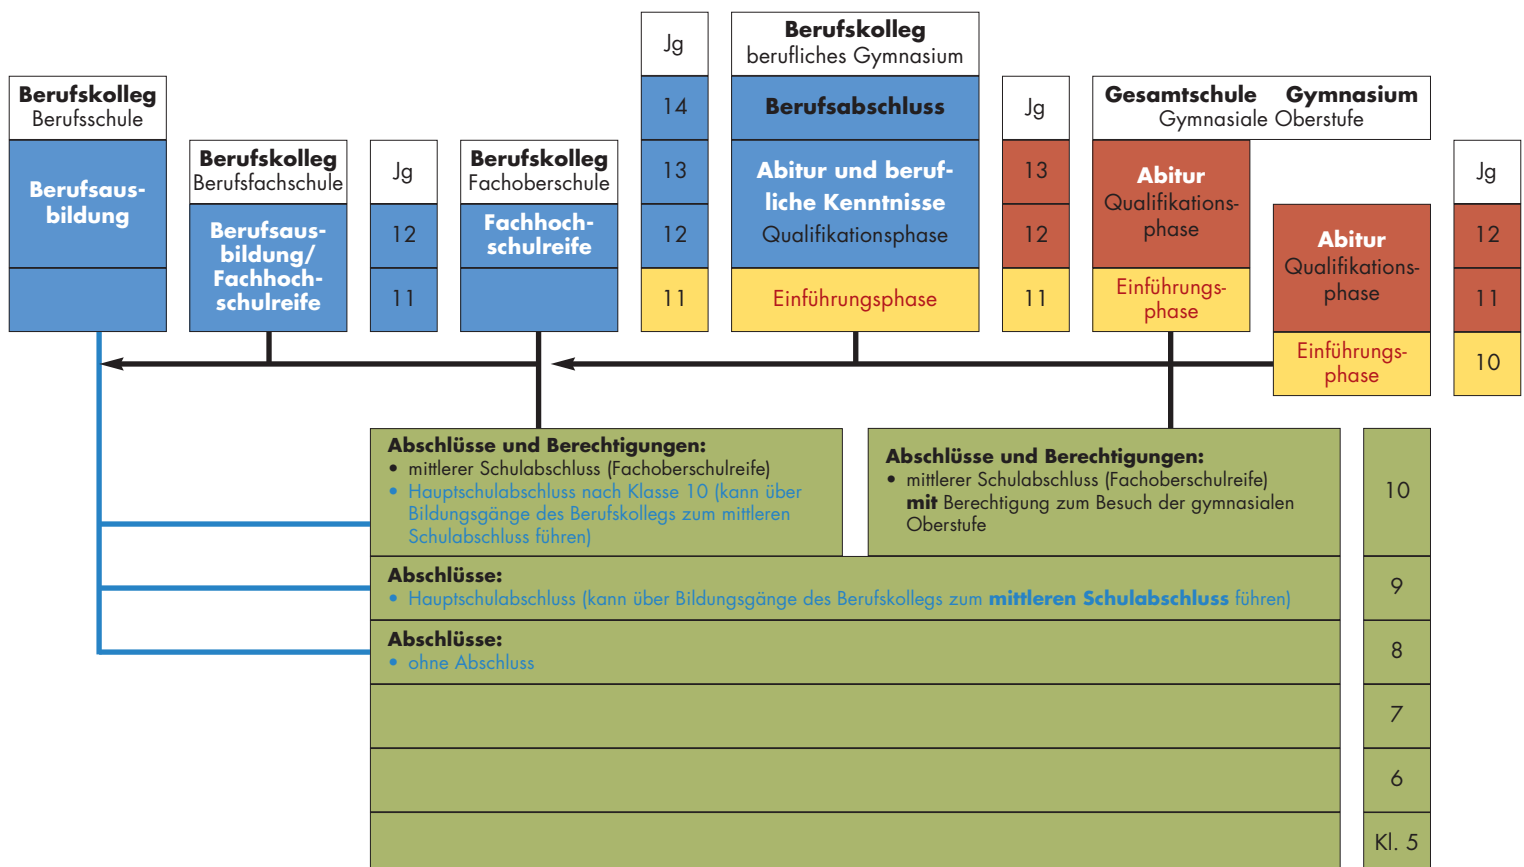 Berufskolleg
Berufsschule
Berufsaus-
bildung
Berufskolleg
Berufsfachschule
Berufsaus-
bildung/
Fachhoch-
schulreife
Jg
12
11
Berufskolleg
Fachoberschule
Fachhoch-
schulreife
Jg
14
13
12
11
Berufskolleg
berufliches Gymnasium
Berufsabschluss
Abitur und beruf-
liche Kenntnisse
Qualifikationsphase
Einführungsphase
Jg
13
12
11
Gesamtschule Gymnasium
Gymnasiale Oberstufe
Abitur
Qualifikations-
phase
Einführungs-
phase
Abitur
Qualifikations-
phase
Einführungs-
phase
Jg
12
11
10
Abschlüsse und Berechtigungen:
• mittlerer Schulabschluss (Fachoberschulreife)
• Hauptschulabschluss nach Klasse 10 (kann über
Bildungsgänge des Berufskollegs zum mittleren
Schulabschluss führen)
Abschlüsse und Berechtigungen:
• mittlerer Schulabschluss (Fachoberschulreife)
mit Berechtigung zum Besuch der gymnasialen
Oberstufe
10
Abschlüsse:
• Hauptschulabschluss (kann über Bildungsgänge des Berufskollegs zum mittleren Schulabschluss führen)
9
Abschlüsse:
• ohne Abschluss
8
7
6
Kl. 5